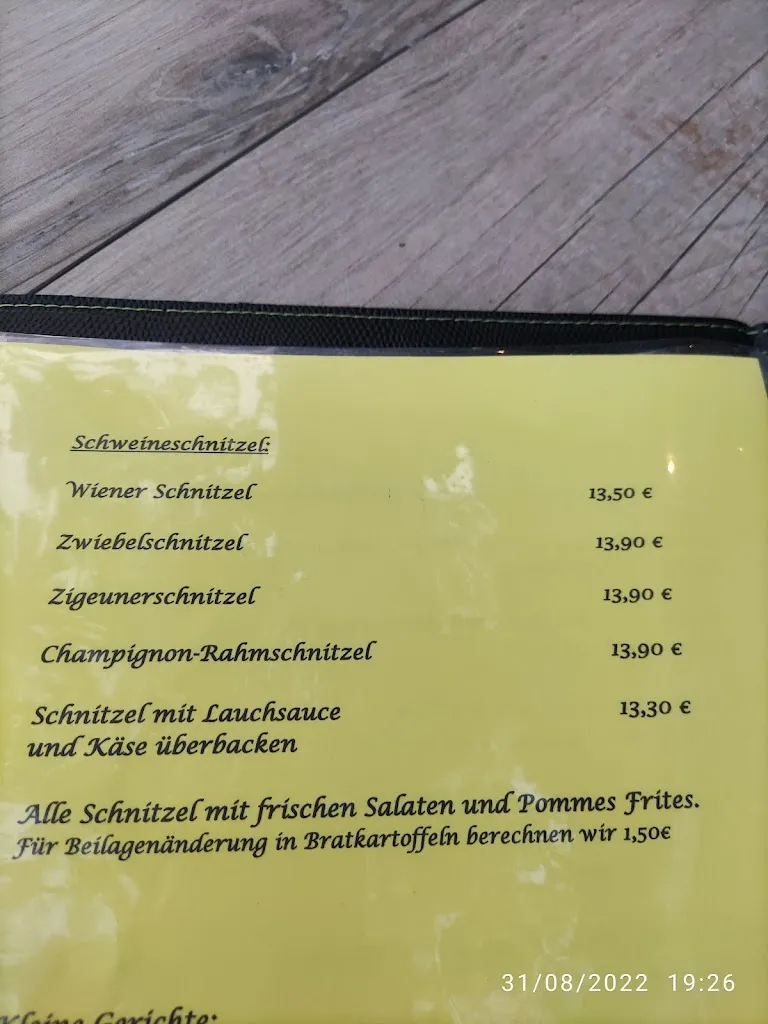 Schweineschnitzel:
Wiener Schnitzel 13,50 €
Zwiebelschnitzel 13,90 €
Zigeunerschnitzel 13,90 €
Champignon-Rahmschnitzel 13,90 €
Schnitzel mit Lauchsauce 13,30 €
und Käse überbacken
Alle Schnitzel mit frischen Salaten und Pommes Frites.
Für Beilagenänderung in Bratkartoffeln berechnen wir 1,50€
Kleine Gerichte:
31/08/2022 19:26